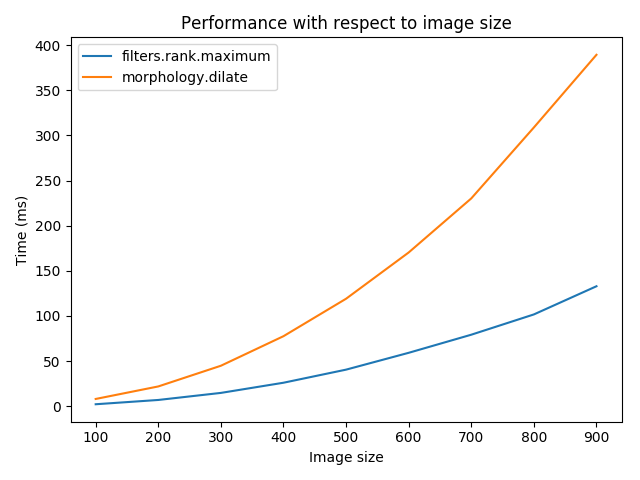 Performance with respect to image size
filters.rank.maximum
morphology.dilate
Time (ms)
400
350
300
250
200
150
100
50
0
100 200 300 400 500 600 700 800 900
Image size